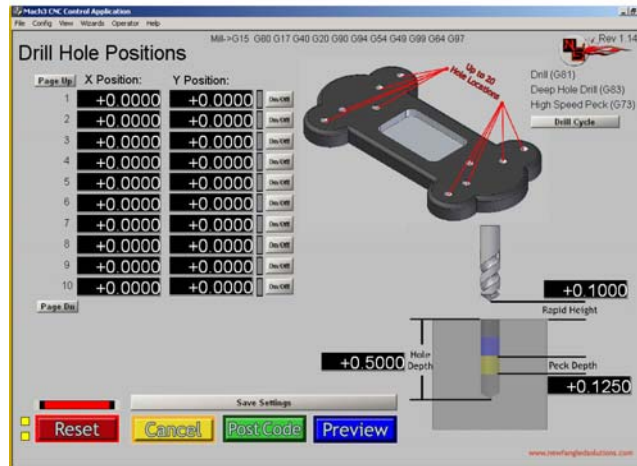 Mach3 CNC Control Application
File Config View Wizards Operator Help
Mill->G15 G80 G17 G40 G20 G90 G94 G54 G49 G99 G64 G97
Rev 1.14
Drill Hole Positions
Page Up X Position: Y Position:
1 +0.0000 +0.0000 On/Off
2 +0.0000 +0.0000 On/Off
3 +0.0000 +0.0000 On/Off
4 +0.0000 +0.0000 On/Off
5 +0.0000 +0.0000 On/Off
6 +0.0000 +0.0000 On/Off
7 +0.0000 +0.0000 On/Off
8 +0.0000 +0.0000 On/Off
9 +0.0000 +0.0000 On/Off
10 +0.0000 +0.0000 On/Off
Page Dn
Up to 20
Hole Locations
NS
Drill (G81)
Deep Hole Drill (G83)
High Speed Peck (G73)
Drill Cycle
+0.1000
Rapid Height
+0.5000
Hole
Depth
Peck Depth
+0.1250
Save Settings
Reset Cancel Post Code Preview
www.newfangledsolutions.com